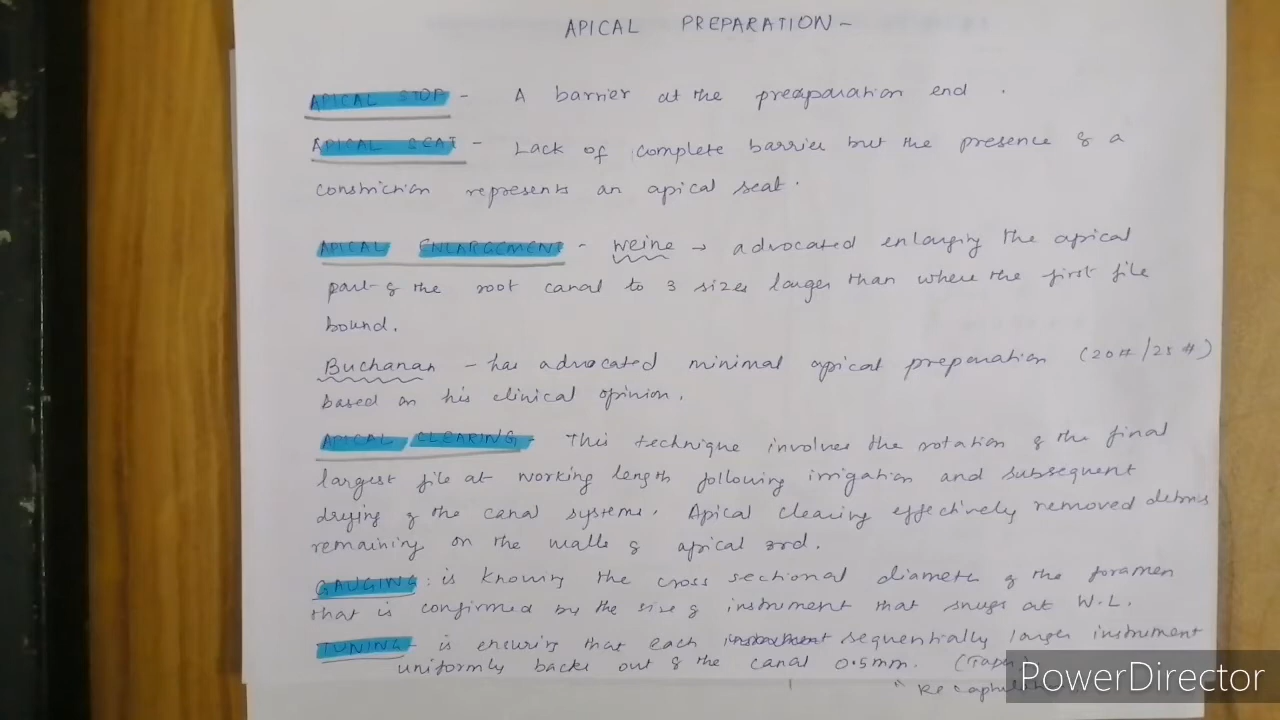 APICAL PREPARATION -
APICAL STOP - A barrier at the preparation end .
APICAL SEAT - Lack of complete barrier but the presence of a
constriction represents an apical seat.
APICAL ENLARGEMENT - Weine → advocated enlarging the apical
part of the root canal to 3 sizes larger than where the first file
bound.
Buchanan - has advocated minimal apical preparation (20#/25#)
based on his clinical opinion.
APICAL CLEARING - This technique involves the rotation of the final
largest file at working length following irrigation and subsequent
drying of the canal systems. Apical clearing effectively removed debris
remaining on the walls of apical 3rd.
GAUGING : is knowing the cross sectional diameter of the foramen
that is confirmed by the size of instrument that snugs at W.L.
TUNING - is ensuring that each sequentially larger instrument
uniformly backs out of the canal 0.5mm.
PowerDirector